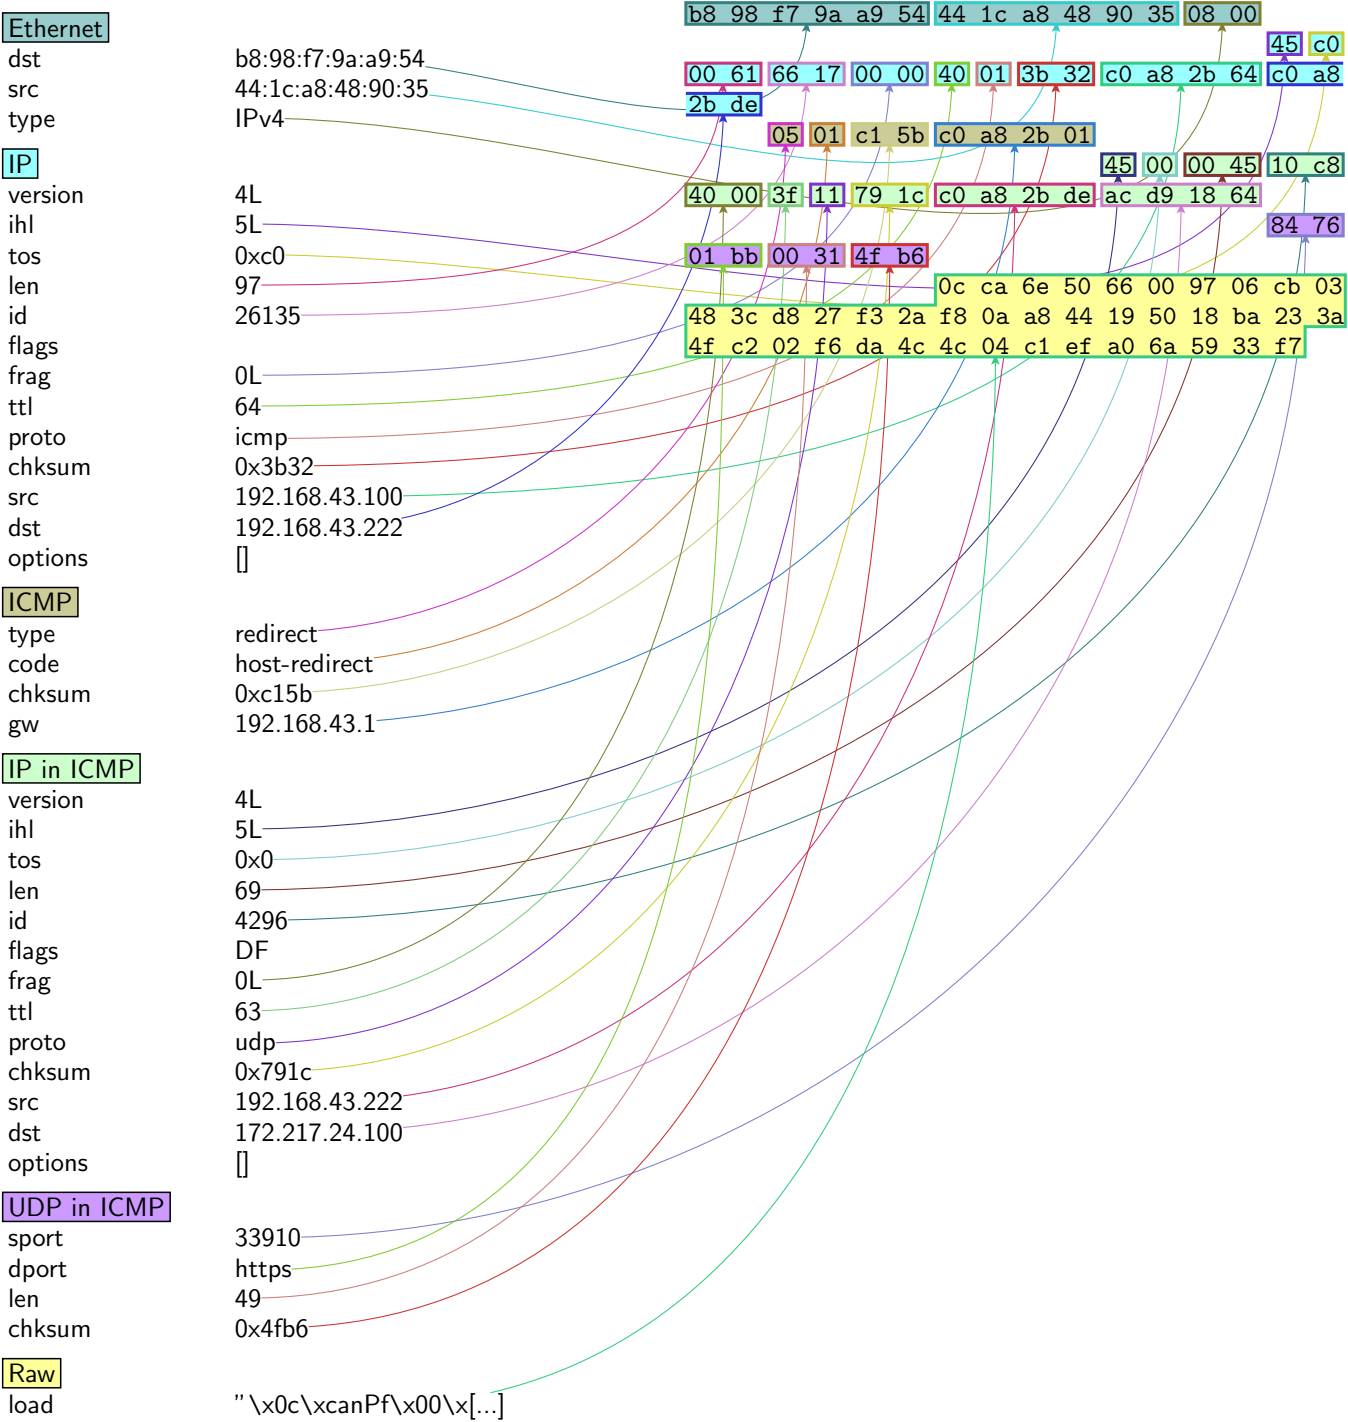 Ethernet
dst b8:98:f7:9a:a9:54
src 44:1c:a8:48:90:35
type IPv4
IP
version 4L
ihl 5L
tos 0xc0
len 97
id 26135
flags
frag 0L
ttl 64
proto icmp
chksum 0x3b32
src 192.168.43.100
dst 192.168.43.222
options []
ICMP
type redirect
code host-redirect
chksum 0xc15b
gw 192.168.43.1
IP in ICMP
version 4L
ihl 5L
tos 0x0
len 69
id 4296
flags DF
frag 0L
ttl 63
proto udp
chksum 0x791c
src 192.168.43.222
dst 172.217.24.100
options []
UDP in ICMP
sport 33910
dport https
len 49
chksum 0x4fb6
Raw
load "\x0c\xcanPf\x00\x[...]
b8 98 f7 9a a9 54 44 1c a8 48 90 35 08 00
45 c0
00 61 66 17 00 00 40 01 3b 32 c0 a8 2b 64 c0 a8
2b de
05 01 c1 5b c0 a8 2b 01
45 00 00 45 10 c8
40 00 3f 11 79 1c c0 a8 2b de ac d9 18 64
84 76
01 bb 00 31 4f b6
0c ca 6e 50 66 00 97 06 cb 03
48 3c d8 27 f3 2a f8 0a a8 44 19 50 18 ba 23 3a
4f c2 02 f6 da 4c 4c 04 c1 ef a0 6a 59 33 f7